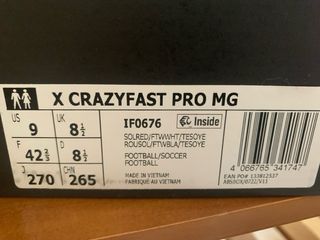 X CRAZYFAST PRO MG
US 9 UK 8½
F 42⅔ D 8½
J 270 CHN 265
IF0676 Inside
SOLRED/FTWWHT/TESOYE
ROUSOL/FTWBLA/TESOYE
FOOTBALL/SOCCER
FOOTBALL
MADE IN VIETNAM
FABRIQUÉ AU VIETNAM
4 066765 341747